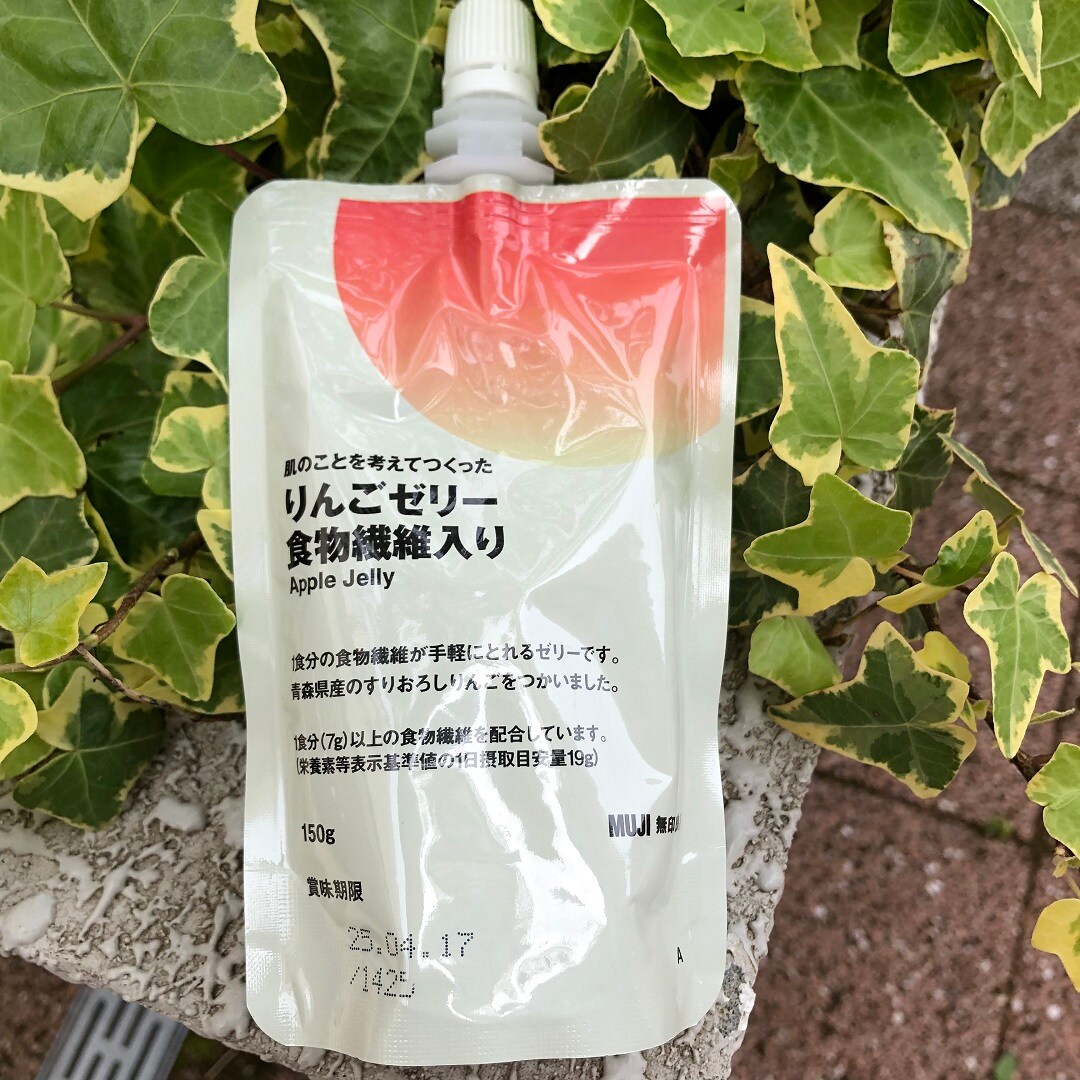 肌のことを考えてつくった
りんごゼリー
食物繊維入り
Apple Jelly
1食分の食物繊維が手軽にとれるゼリーです。
青森県産のすりおろしりんごをつかいました。
1食分(7g)以上の食物繊維を配合しています。
(栄養素等表示基準値の1日摂取目安量19g)
150g
MUJI 無印
賞味期限
25.04.17
/1425
A